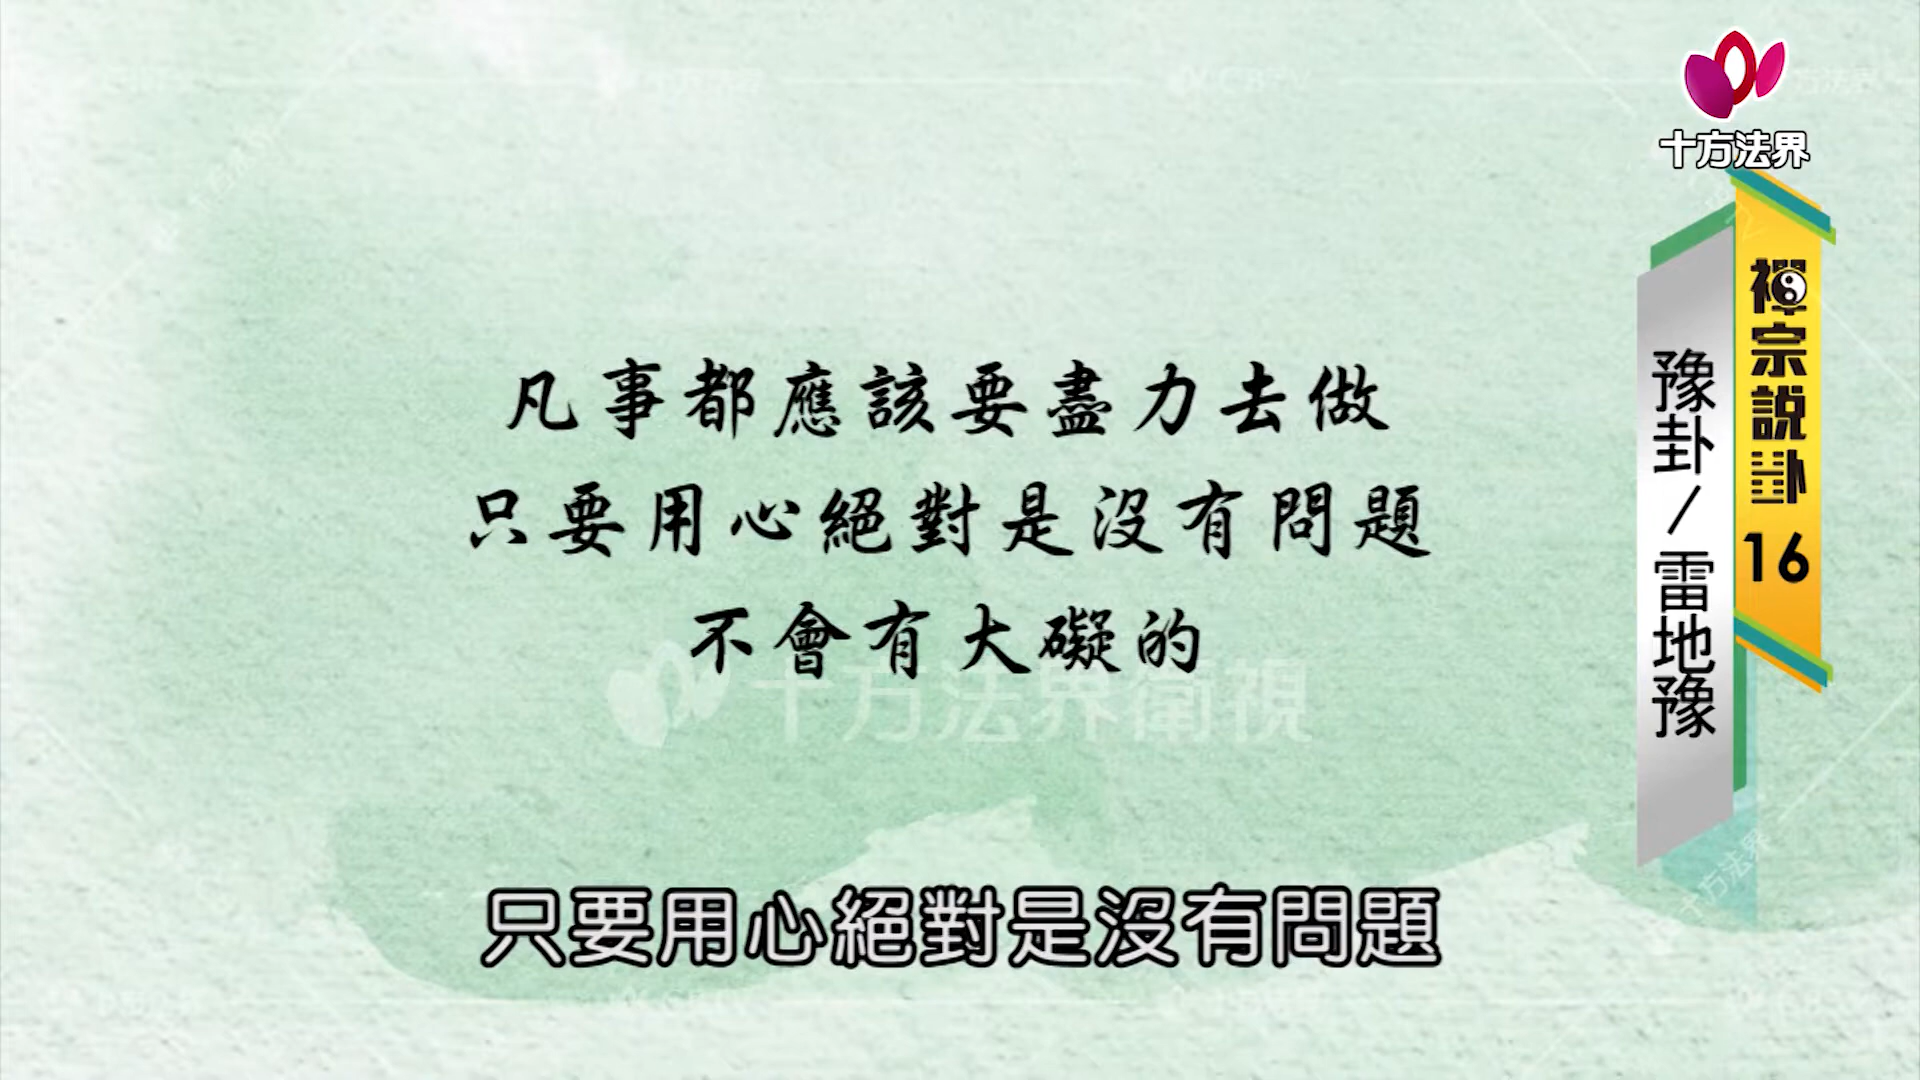 十方法界
禪宗說卦 16
豫卦/雷地豫
凡事都應該要盡力去做
只要用心絕對是沒有問題
不會有大礙的
十方法界衛視
只要用心絕對是沒有問題